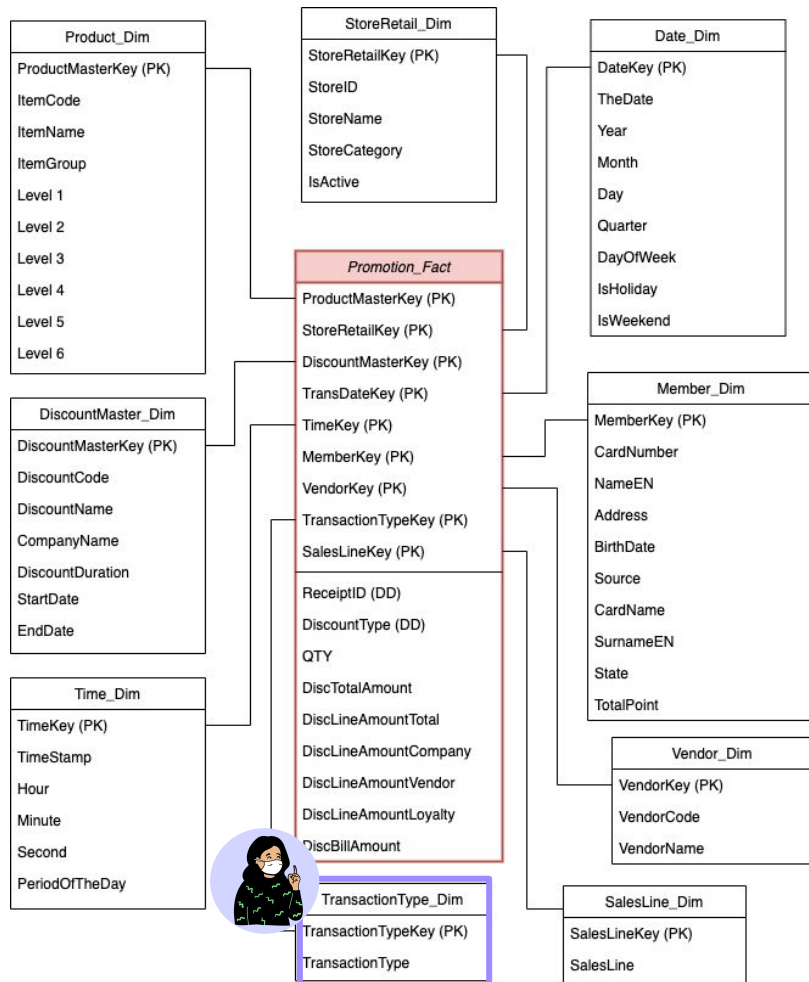 Product_Dim
ProductMasterKey (PK)
ItemCode
ItemName
ItemGroup
Level 1
Level 2
Level 3
Level 4
Level 5
Level 6
StoreRetail_Dim
StoreRetailKey (PK)
StoreID
StoreName
StoreCategory
IsActive
Date_Dim
DateKey (PK)
TheDate
Year
Month
Day
Quarter
DayOfWeek
IsHoliday
IsWeekend
Promotion_Fact
ProductMasterKey (PK)
StoreRetailKey (PK)
DiscountMasterKey (PK)
TransDateKey (PK)
TimeKey (PK)
MemberKey (PK)
VendorKey (PK)
TransactionTypeKey (PK)
SalesLineKey (PK)
ReceiptID (DD)
DiscountType (DD)
QTY
DiscTotalAmount
DiscLineAmountTotal
DiscLineAmountCompany
DiscLineAmountVendor
DiscLineAmountLoyalty
DiscBillAmount
DiscountMaster_Dim
DiscountMasterKey (PK)
DiscountCode
DiscountName
CompanyName
DiscountDuration
StartDate
EndDate
Member_Dim
MemberKey (PK)
CardNumber
NameEN
Address
BirthDate
Source
CardName
SurnameEN
State
TotalPoint
Time_Dim
TimeKey (PK)
TimeStamp
Hour
Minute
Second
PeriodOfTheDay
Vendor_Dim
VendorKey (PK)
VendorCode
VendorName
TransactionType_Dim
TransactionTypeKey (PK)
TransactionType
SalesLine_Dim
SalesLineKey (PK)
SalesLine